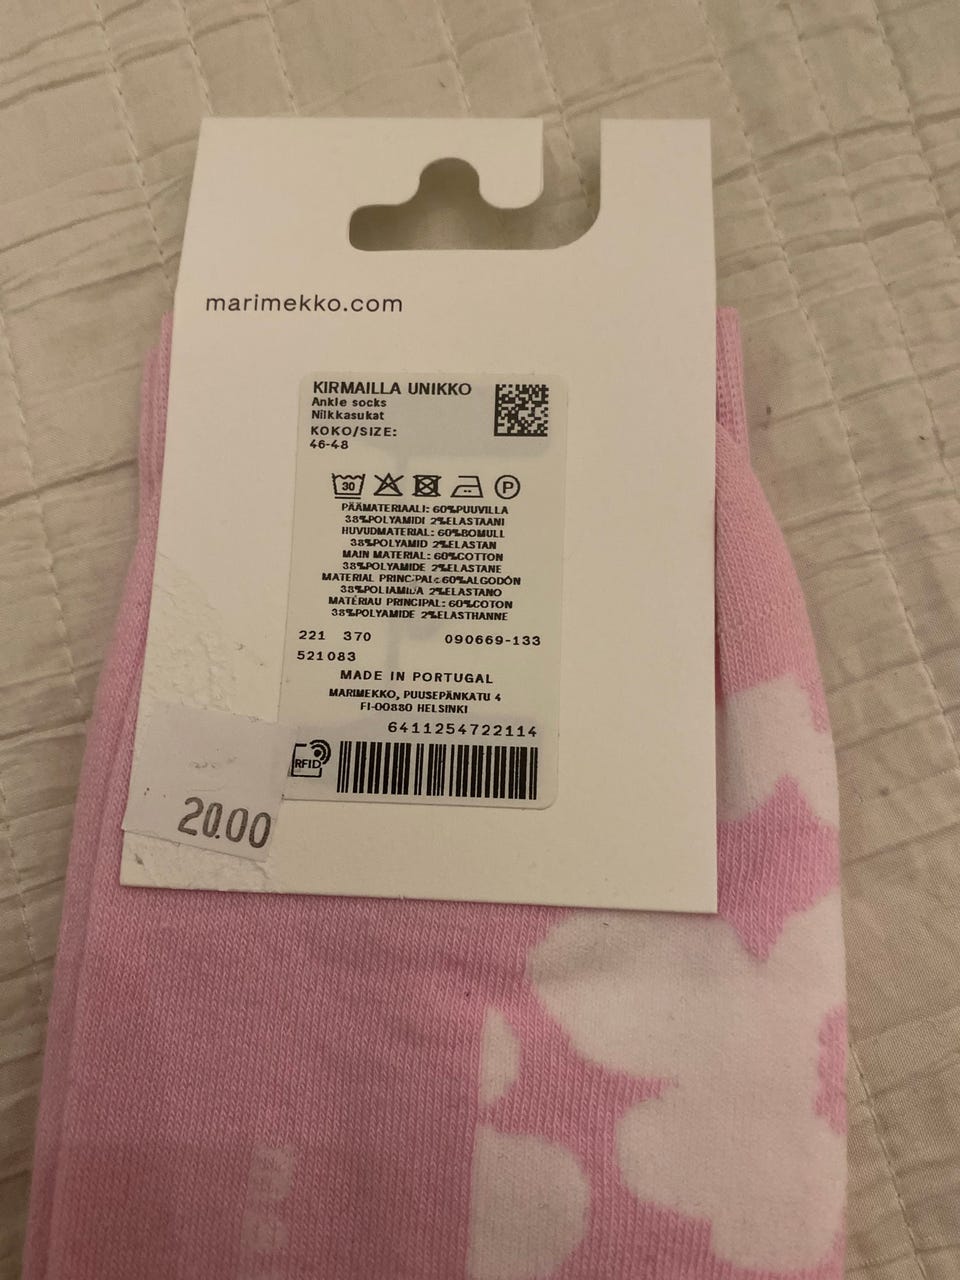 marimekko.com
KIRMAILLA UNIKKO
Ankle socks
Nilkkasukat
KOKO/SIZE:
46-48
30
P
PÄÄMATERIAALI: 60%PUUVILLA
38%POLYAMIDI 2%ELASTAANI
HUVUDMATERIAL: 60%BOMULL
38%POLYAMID 2%ELASTAN
MAIN MATERIAL: 60%COTTON
38%POLYAMIDE 2%ELASTANE
MATERIAL PRINCIPAL: 60%ALGODÓN
38%POLIAMIDA 2%ELASTANO
MATÉRIAU PRINCIPAL: 60%COTON
38%POLYAMIDE 2%ELASTHANNE
221 370 090669-133
521083
MADE IN PORTUGAL
MARIMEKKO, PUUSEPÄNKATU 4
FI-00880 HELSINKI
6411254722114
RFID
20.00